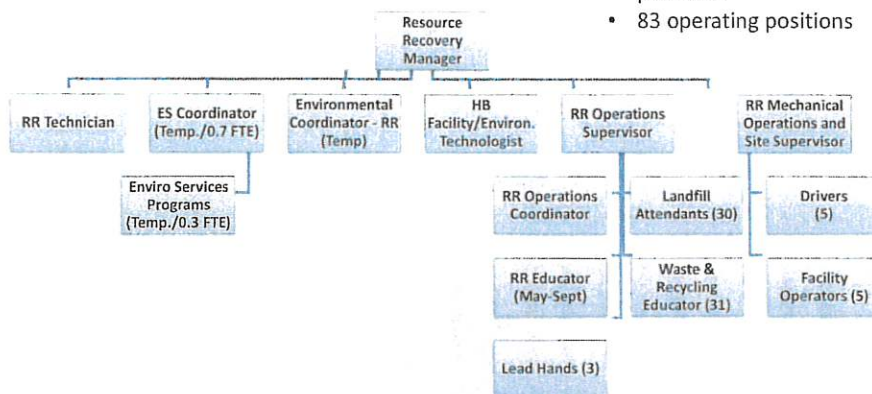 • 83 operating positions
Resource
Recovery
Manager
RR Technician
ES Coordinator
(Temp./0.7 FTE)
Environmental
Coordinator - RR
(Temp)
HB
Facility/Environ.
Technologist
RR Operations
Supervisor
RR Mechanical
Operations and
Site Supervisor
Enviro Services
Programs
(Temp./0.3 FTE)
RR Operations
Coordinator
Landfill
Attendants (30)
Drivers
(5)
RR Educator
(May-Sept)
Waste &
Recycling
Educator (31)
Facility
Operators (5)
Lead Hands (3)